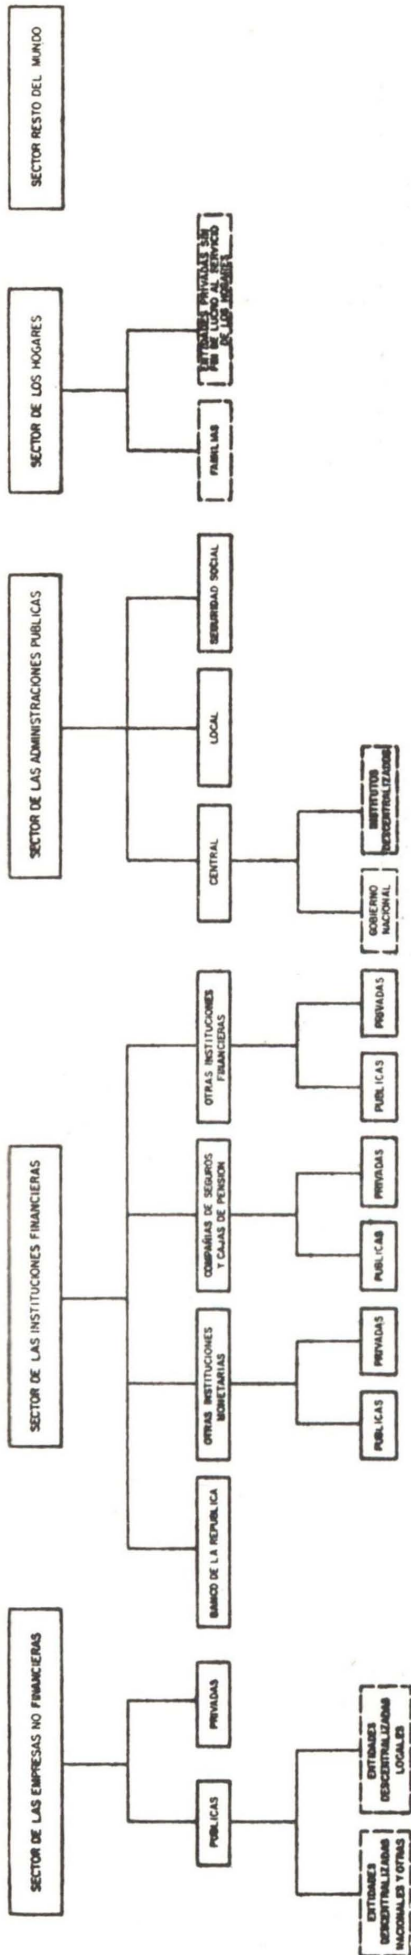 SECTOR DE LAS EMPRESAS NO FINANCIERAS
SECTOR DE LAS INSTITUCIONES FINANCIERAS
SECTOR DE LAS ADMINISTRACIONES PUBLICAS
SECTOR DE LOS HOGARES
SECTOR RESTO DEL MUNDO
PUBLICAS
PRIVADAS
BANCO DE LA REPUBLICA
OTRAS INSTITUCIONES
MONETARIAS
COMPAÑIAS DE SEGUROS
Y CAJAS DE PENSION
OTRAS INSTITUCIONES
FINANCIERAS
CENTRAL
LOCAL
SEGURIDAD SOCIAL
FAMILIAS
ENTIDADES PRIVADAS SIN
FIN DE LUCRO AL SERVICIO
DE LOS HOGARES
ENTIDADES
DESCENTRALIZADAS
NACIONALES Y OTRAS
ENTIDADES
DESCENTRALIZADAS
LOCALES
PUBLICAS
PRIVADAS
PUBLICAS
PRIVADAS
PUBLICAS
PRIVADAS
GOBIERNO
NACIONAL
INSTITUTOS
DESCENTRALIZADOS